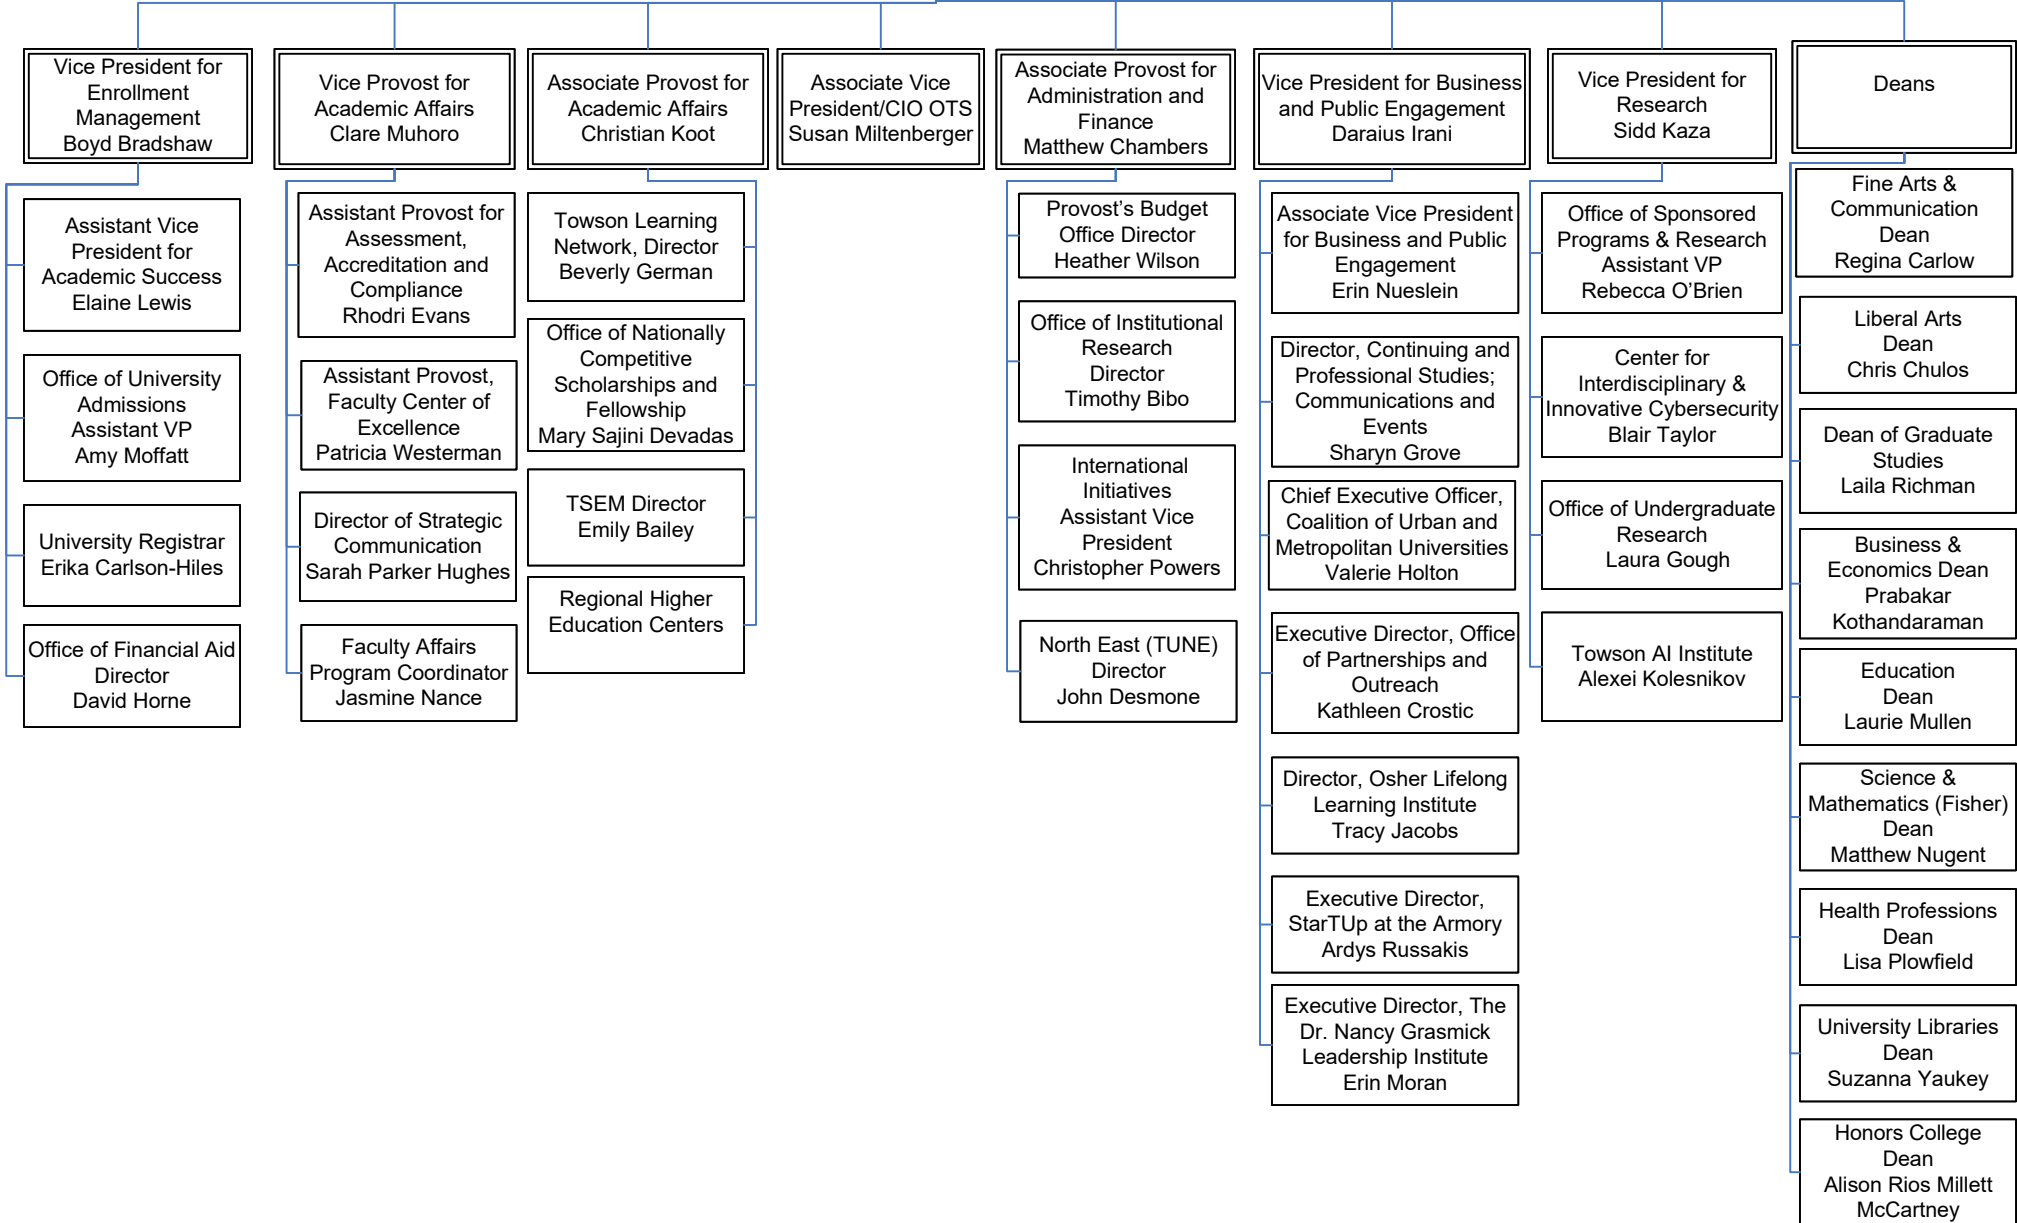 Vice President for
Enrollment
Management
Boyd Bradshaw
Assistant Vice
President for
Academic Success
Elaine Lewis
Office of University
Admissions
Assistant VP
Amy Moffatt
University Registrar
Erika Carlson-Hiles
Office of Financial Aid
Director
David Horne
Vice Provost for
Academic Affairs
Clare Muhoro
Assistant Provost for
Assessment,
Accreditation and
Compliance
Rhodri Evans
Assistant Provost,
Faculty Center of
Excellence
Patricia Westerman
Director of Strategic
Communication
Sarah Parker Hughes
Faculty Affairs
Program Coordinator
Jasmine Nance
Associate Provost for
Academic Affairs
Christian Koot
Towson Learning
Network, Director
Beverly German
Office of Nationally
Competitive
Scholarships and
Fellowship
Mary Sajini Devadas
TSEM Director
Emily Bailey
Regional Higher
Education Centers
Associate Vice
President/CIO OTS
Susan Miltenberger
Associate Provost for
Administration and
Finance
Matthew Chambers
Provost’s Budget
Office Director
Heather Wilson
Office of Institutional
Research
Director
Timothy Bibo
International
Initiatives
Assistant Vice
President
Christopher Powers
North East (TUNE)
Director
John Desmone
Vice President for Business
and Public Engagement
Daraius Irani
Associate Vice President
for Business and Public
Engagement
Erin Nueslein
Director, Continuing and
Professional Studies;
Communications and
Events
Sharyn Grove
Chief Executive Officer,
Coalition of Urban and
Metropolitan Universities
Valerie Holton
Executive Director, Office
of Partnerships and
Outreach
Kathleen Crostic
Director, Osher Lifelong
Learning Institute
Tracy Jacobs
Executive Director,
StarTUp at the Armory
Ardys Russakis
Executive Director, The
Dr. Nancy Grasmick
Leadership Institute
Erin Moran
Vice President for
Research
Sidd Kaza
Office of Sponsored
Programs & Research
Assistant VP
Rebecca O’Brien
Center for
Interdisciplinary &
Innovative Cybersecurity
Blair Taylor
Office of Undergraduate
Research
Laura Gough
Towson AI Institute
Alexei Kolesnikov
Deans
Fine Arts &
Communication
Dean
Regina Carlow
Liberal Arts
Dean
Chris Chulos
Dean of Graduate
Studies
Laila Richman
Business &
Economics Dean
Prabakar
Kothandaraman
Education
Dean
Laurie Mullen
Science &
Mathematics (Fisher)
Dean
Matthew Nugent
Health Professions
Dean
Lisa Plowfield
University Libraries
Dean
Suzanna Yaukey
Honors College
Dean
Alison Rios Millett
McCartney